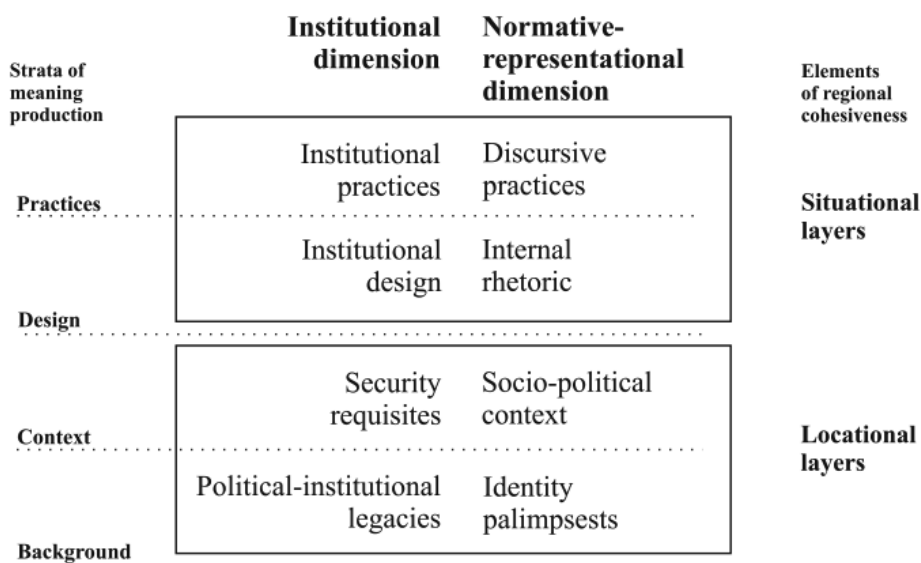 Institutional
dimension
Normative-
representational
dimension
Strata of
meaning
production
Elements
of regional
cohesiveness
Institutional
practices
Discursive
practices
Practices
Situational
layers
Institutional
design
Internal
rhetoric
Design
Security
requisites
Socio-political
context
Context
Locational
layers
Political-institutional
legacies
Identity
palimpsests
Background